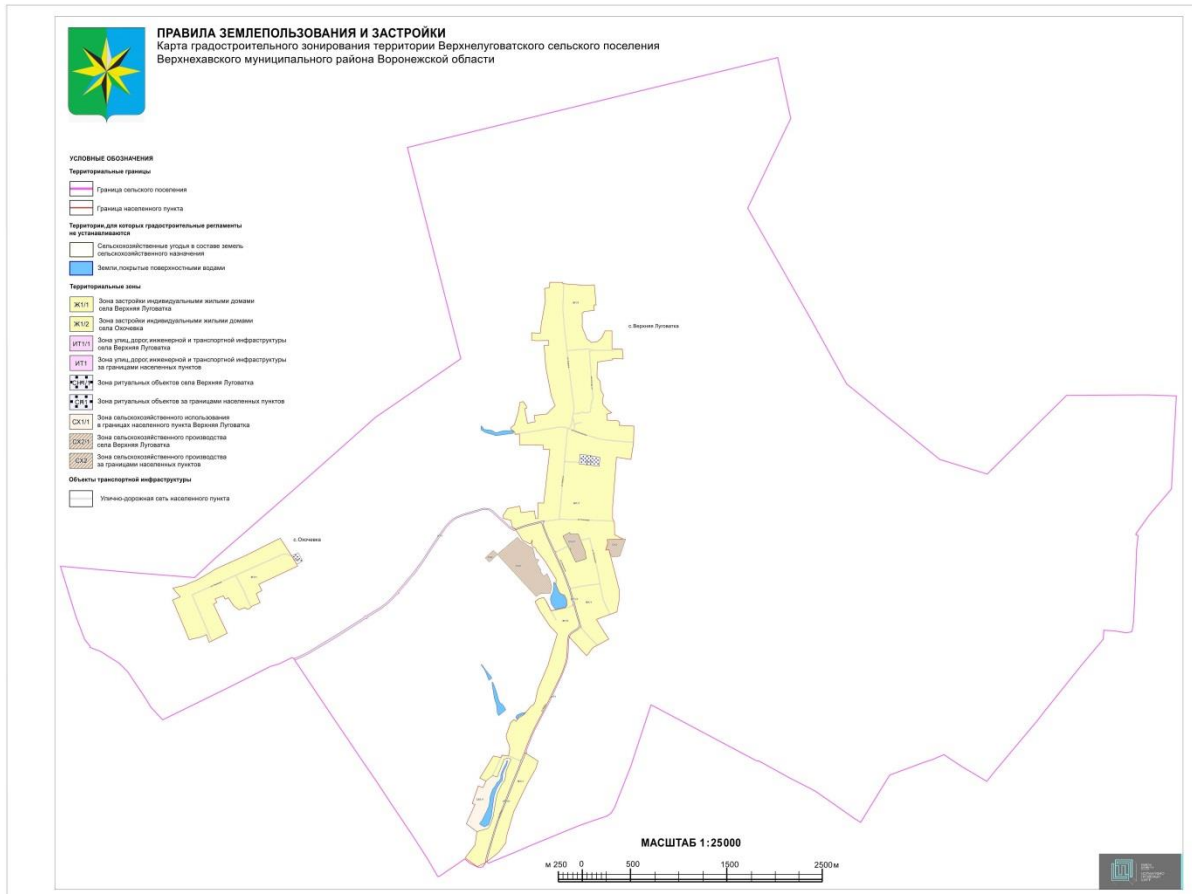 ПРАВИЛА ЗЕМЛЕПОЛЬЗОВАНИЯ И ЗАСТРОЙКИ
Карта градостроительного зонирования территории Верхнелуговатского сельского поселения
Верхнехавского муниципального района Воронежской области
УСЛОВНЫЕ ОБОЗНАЧЕНИЯ
Территориальные границы
Граница сельского поселения
Граница населенного пункта
Территории,для которых градостроительные регламенты
не устанавливаются
Сельскохозяйственные угодья в составе земель
сельскохозяйственного назначения
Земли,покрытые поверхностными водами
Территориальные зоны
Ж1/1 Зона застройки индивидуальными жилыми домами
села Верхняя Луговатка
Ж1/2 Зона застройки индивидуальными жилыми домами
села Охочевка
ИТ1/1 Зона улиц,дорог,инженерной и транспортной инфраструктуры
села Верхняя Луговатка
ИТ1 Зона улиц,дорог,инженерной и транспортной инфраструктуры
за границами населенных пунктов
Зона ритуальных объектов села Верхняя Луговатка
СН1 Зона ритуальных объектов за границами населенных пунктов
СХ1/1 Зона сельскохозяйственного использования
в границах населенного пункта Верхняя Луговатка
СХ2/1 Зона сельскохозяйственного производства
села Верхняя Луговатка
СХ2 Зона сельскохозяйственного производства
за границами населенных пунктов
Объекты транспортной инфраструктуры
Улично-дорожная сеть населенного пункта
с.Верхняя Луговатка
с.Охочевка
МАСШТАБ 1:25000
м 250 0 500 1500 2500м